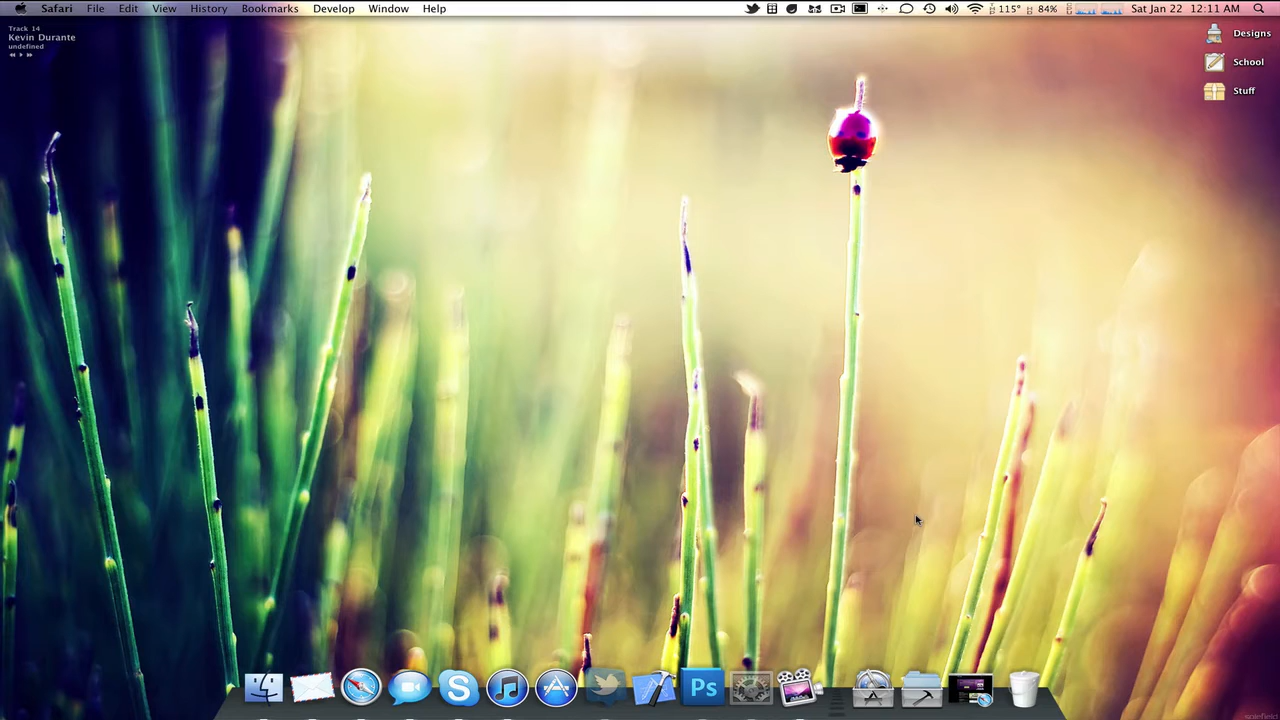 Safari File Edit View History Bookmarks Develop Window Help 115° 84% Sat Jan 22 12:11 AM
Track 14
Kevin Durante
undefined
Designs
School
Stuff
S
Ps